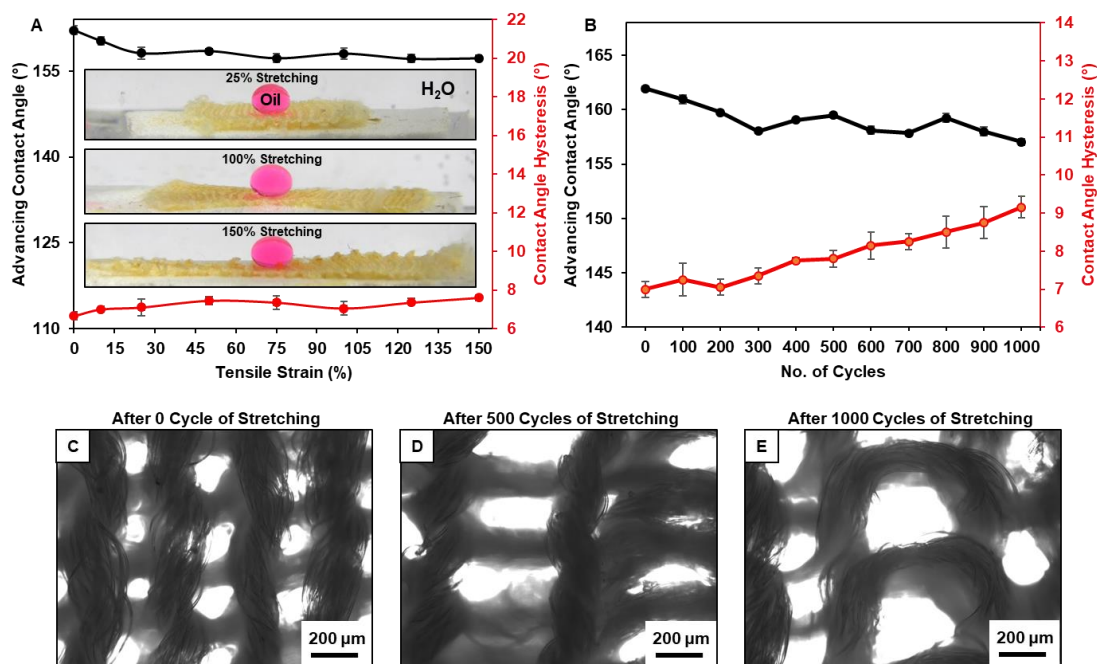 A
Advancing Contact Angle (°)
155
140
125
110
22
20
18
16
14
12
10
8
6
Contact Angle Hysteresis (°)
25% Stretching
Oil
H₂O
100% Stretching
150% Stretching
0 15 30 45 60 75 90 105 120 135 150
Tensile Strain (%)
B
Advancing Contact Angle (°)
165
160
155
150
145
140
14
13
12
11
10
9
8
7
6
Contact Angle Hysteresis (°)
0 100 200 300 400 500 600 700 800 900 1000
No. of Cycles
After 0 Cycle of Stretching
C
200 µm
After 500 Cycles of Stretching
D
200 µm
After 1000 Cycles of Stretching
E
200 µm